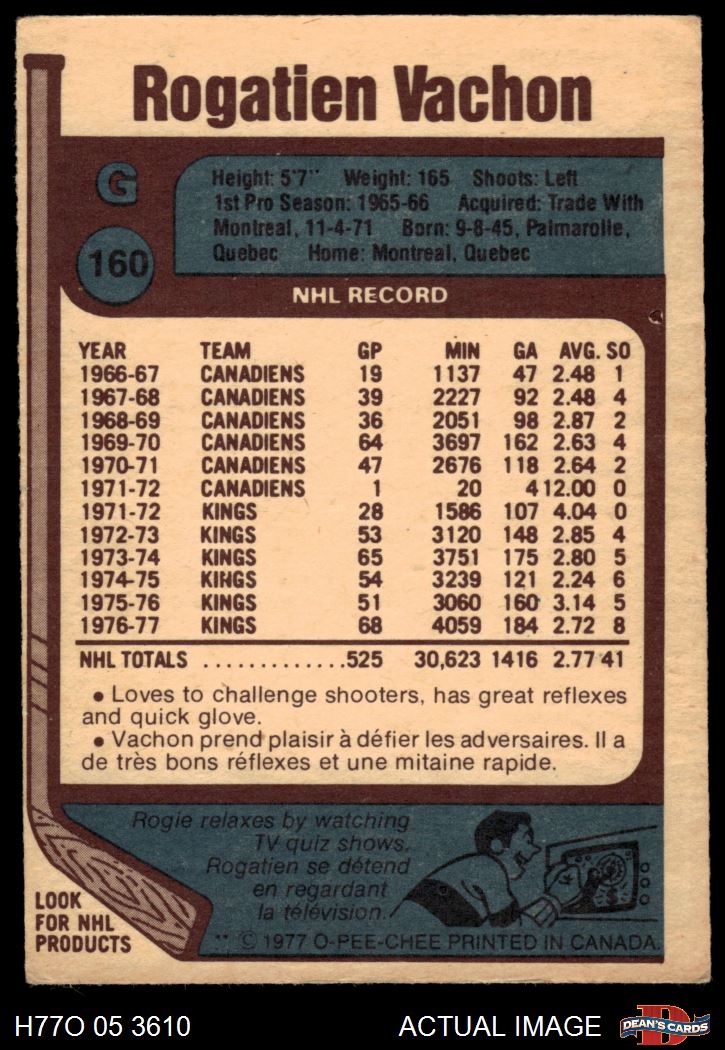 Rogatien Vachon
G
160
Height: 5'7" Weight: 165 Shoots: Left
1st Pro Season: 1965-66 Acquired: Trade With
Montreal, 11-4-71 Born: 9-8-45, Palmarolle,
Quebec Home: Montreal, Quebec
NHL RECORD
YEAR TEAM GP MIN GA AVG. SO
1966-67 CANADIENS 19 1137 47 2.48 1
1967-68 CANADIENS 39 2227 92 2.48 4
1968-69 CANADIENS 36 2051 98 2.87 2
1969-70 CANADIENS 64 3697 162 2.63 4
1970-71 CANADIENS 47 2676 118 2.64 2
1971-72 CANADIENS 1 20 4 12.00 0
1971-72 KINGS 28 1586 107 4.04 0
1972-73 KINGS 53 3120 148 2.85 4
1973-74 KINGS 65 3751 175 2.80 5
1974-75 KINGS 54 3239 121 2.24 6
1975-76 KINGS 51 3060 160 3.14 5
1976-77 KINGS 68 4059 184 2.72 8
NHL TOTALS .............525 30,623 1416 2.77 41
• Loves to challenge shooters, has great reflexes
and quick glove.
• Vachon prend plaisir à défier les adversaires. Il a
de très bons réflexes et une mitaine rapide.
Rogie relaxes by watching
TV quiz shows.
Rogatien se détend
en regardant
la télévision.
LOOK
FOR NHL
PRODUCTS
** © 1977 O-PEE-CHEE PRINTED IN CANADA.
H77O 05 3610 ACTUAL IMAGE
D
DEAN'S CARDS